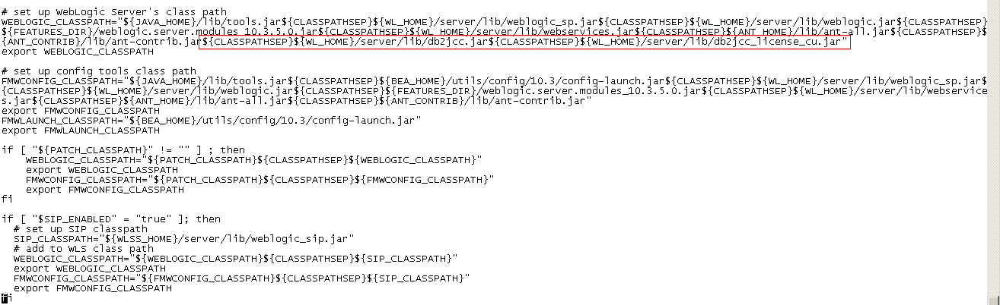 # set up WebLogic Server's class path
WEBLOGIC_CLASSPATH="${JAVA_HOME}/lib/tools.jar${CLASSPATHSEP}${WL_HOME}/server/lib/weblogic_sp.jar${CLASSPATHSEP}${WL_HOME}/server/lib/weblogic.jar${CLASSPATHSEP}
${FEATURES_DIR}/weblogic.server.modules_10.3.5.0.jar${CLASSPATHSEP}${WL_HOME}/server/lib/webservices.jar${CLASSPATHSEP}${ANT_HOME}/lib/ant-all.jar${CLASSPATHSEP}$
{ANT_CONTRIB}/lib/ant-contrib.jar${CLASSPATHSEP}${WL_HOME}/server/lib/db2jcc.jar${CLASSPATHSEP}${WL_HOME}/server/lib/db2jcc_license_cu.jar"
export WEBLOGIC_CLASSPATH

# set up config tools class path
FMWCONFIG_CLASSPATH="${JAVA_HOME}/lib/tools.jar${CLASSPATHSEP}${BEA_HOME}/utils/config/10.3/config-launch.jar${CLASSPATHSEP}${WL_HOME}/server/lib/weblogic_sp.jar$
{CLASSPATHSEP}${WL_HOME}/server/lib/weblogic.jar${CLASSPATHSEP}${FEATURES_DIR}/weblogic.server.modules_10.3.5.0.jar${CLASSPATHSEP}${WL_HOME}/server/lib/webservice
s.jar${CLASSPATHSEP}${ANT_HOME}/lib/ant-all.jar${CLASSPATHSEP}${ANT_CONTRIB}/lib/ant-contrib.jar"
export FMWCONFIG_CLASSPATH
FMWLAUNCH_CLASSPATH="${BEA_HOME}/utils/config/10.3/config-launch.jar"
export FMWLAUNCH_CLASSPATH

if [ "${PATCH_CLASSPATH}" != "" ] ; then
    WEBLOGIC_CLASSPATH="${PATCH_CLASSPATH}${CLASSPATHSEP}${WEBLOGIC_CLASSPATH}"
    export WEBLOGIC_CLASSPATH
    FMWCONFIG_CLASSPATH="${PATCH_CLASSPATH}${CLASSPATHSEP}${FMWCONFIG_CLASSPATH}"
    export FMWCONFIG_CLASSPATH
fi

if [ "$SIP_ENABLED" = "true" ]; then
  # set up SIP classpath
  SIP_CLASSPATH="${WLSS_HOME}/server/lib/weblogic_sip.jar"
  # add to WLS class path
  WEBLOGIC_CLASSPATH="${WEBLOGIC_CLASSPATH}${CLASSPATHSEP}${SIP_CLASSPATH}"
  export WEBLOGIC_CLASSPATH
  FMWCONFIG_CLASSPATH="${FMWCONFIG_CLASSPATH}${CLASSPATHSEP}${SIP_CLASSPATH}"
  export FMWCONFIG_CLASSPATH
fi